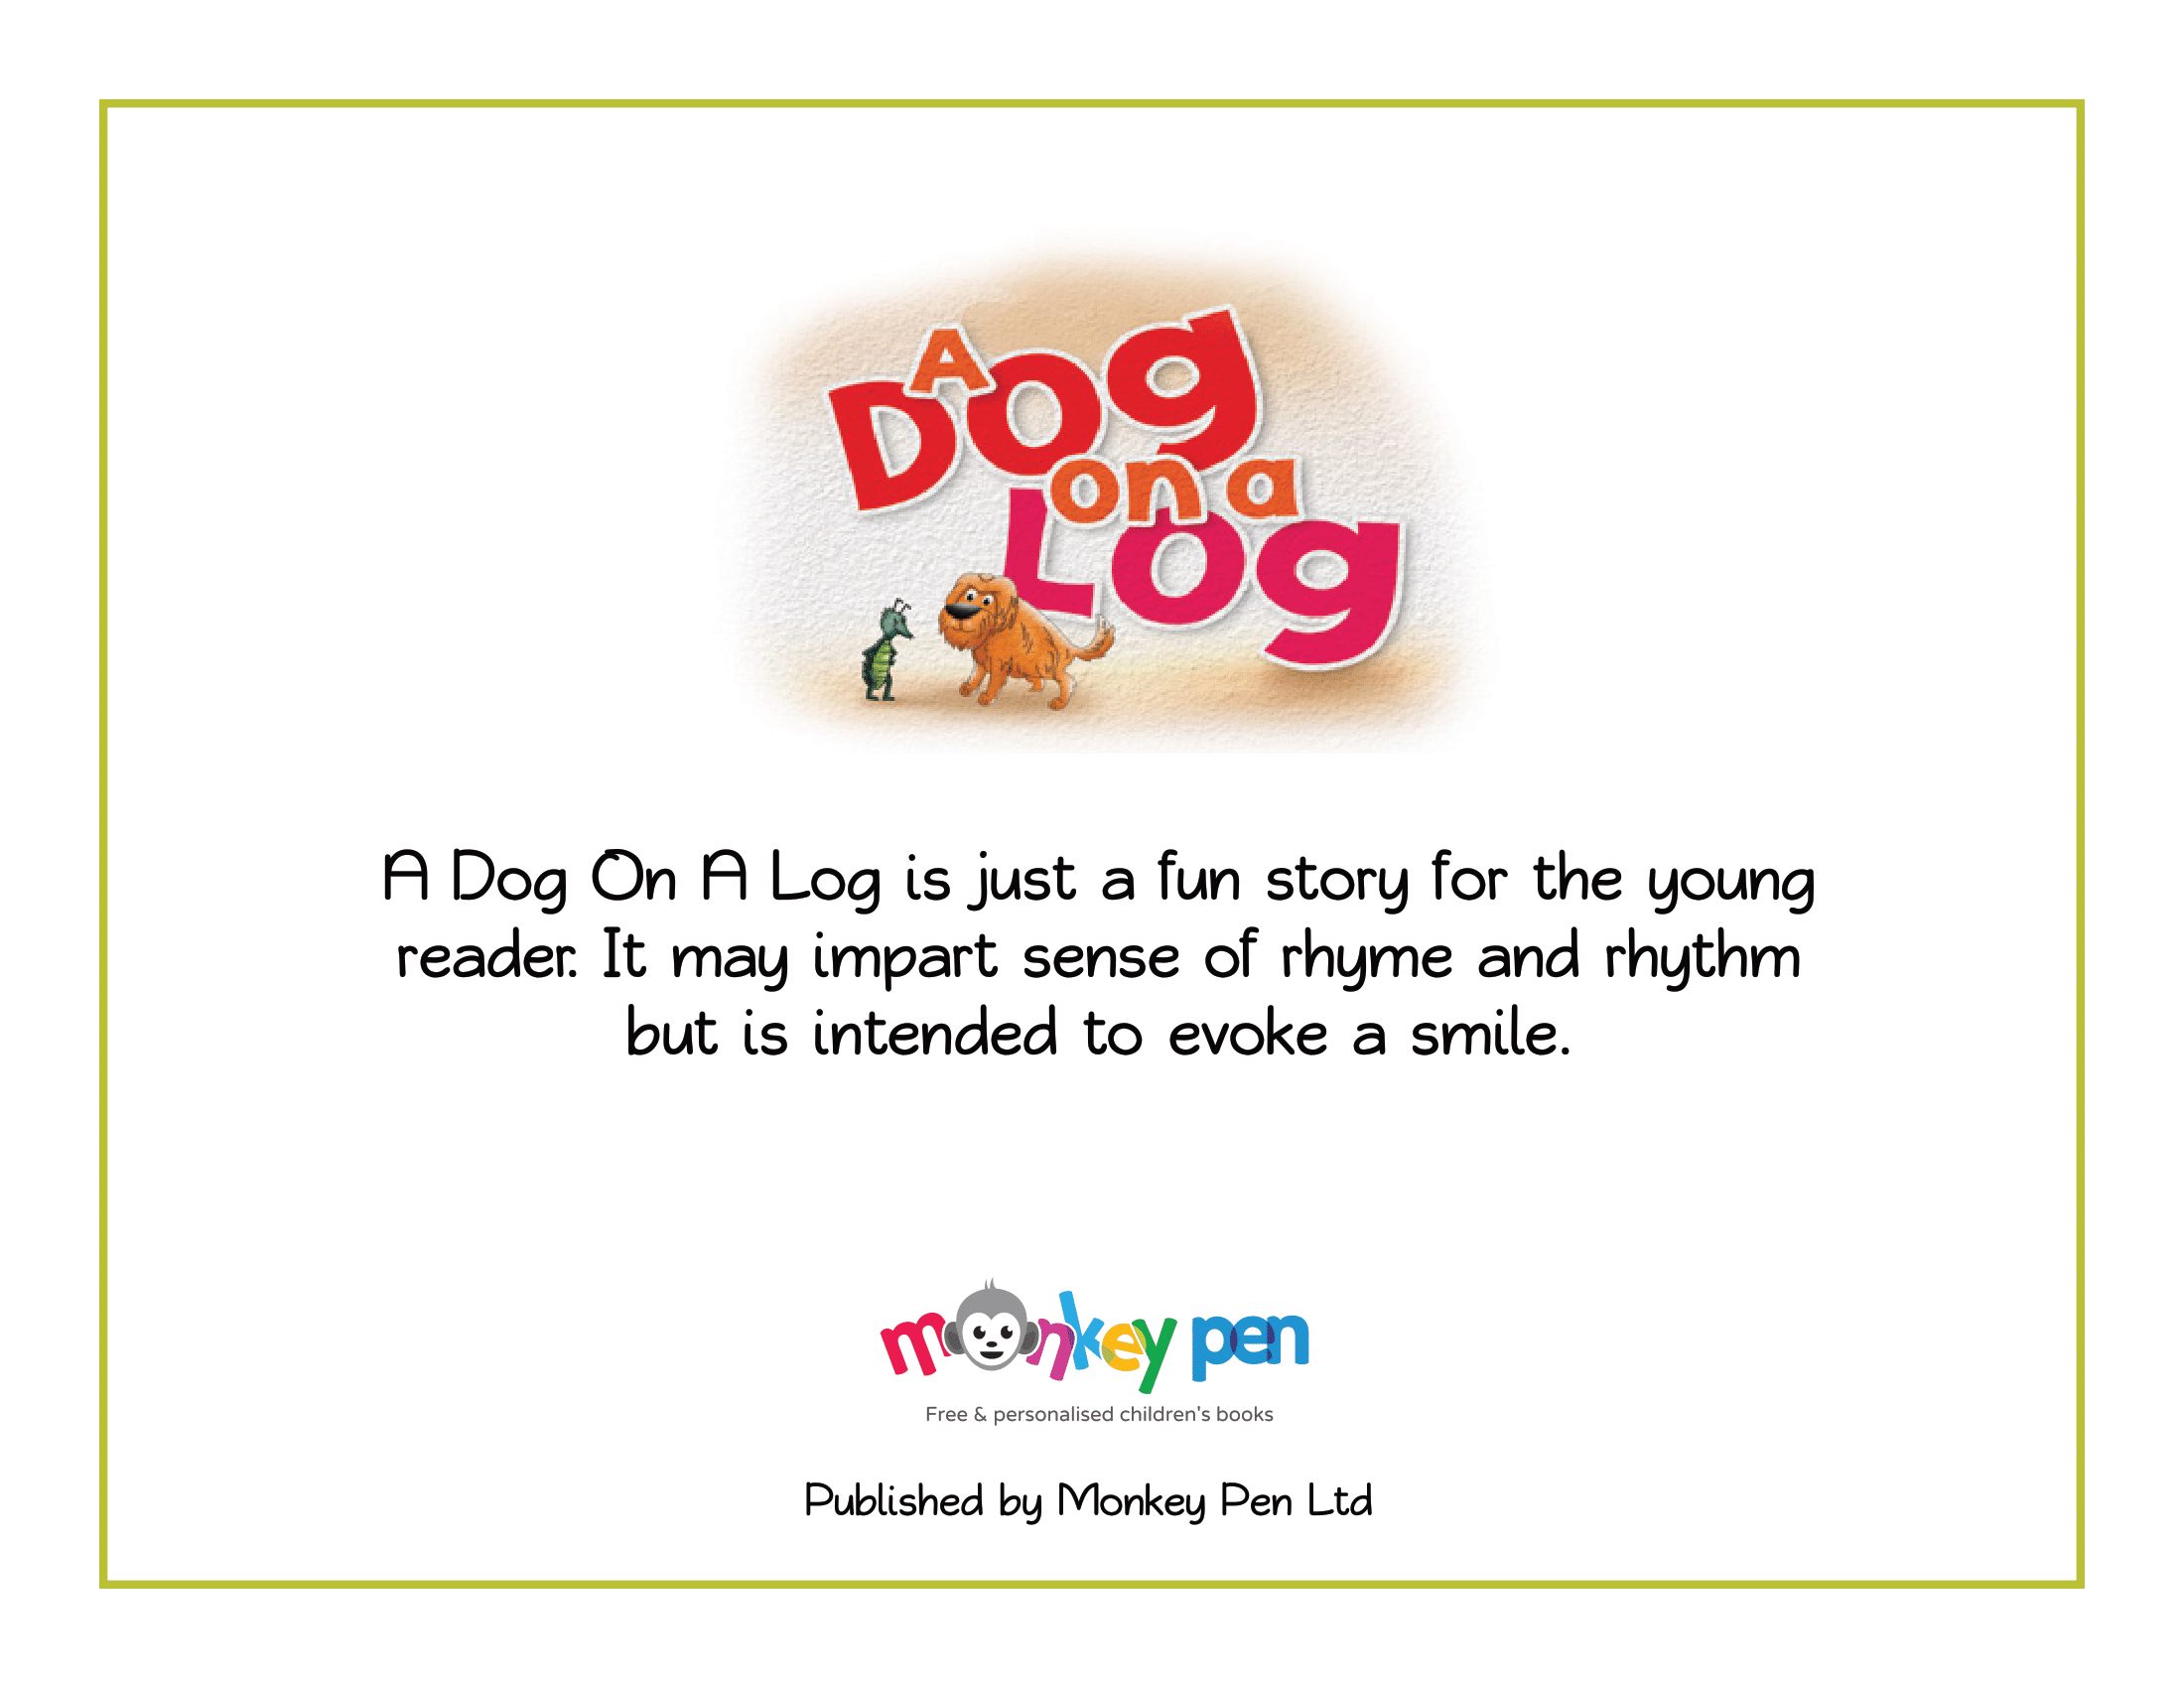 A
Dog
on a
Log
A Dog On A Log is just a fun story for the young
reader. It may impart sense of rhyme and rhythm
but is intended to evoke a smile.
monkey pen
Free & personalised children's books
Published by Monkey Pen Ltd